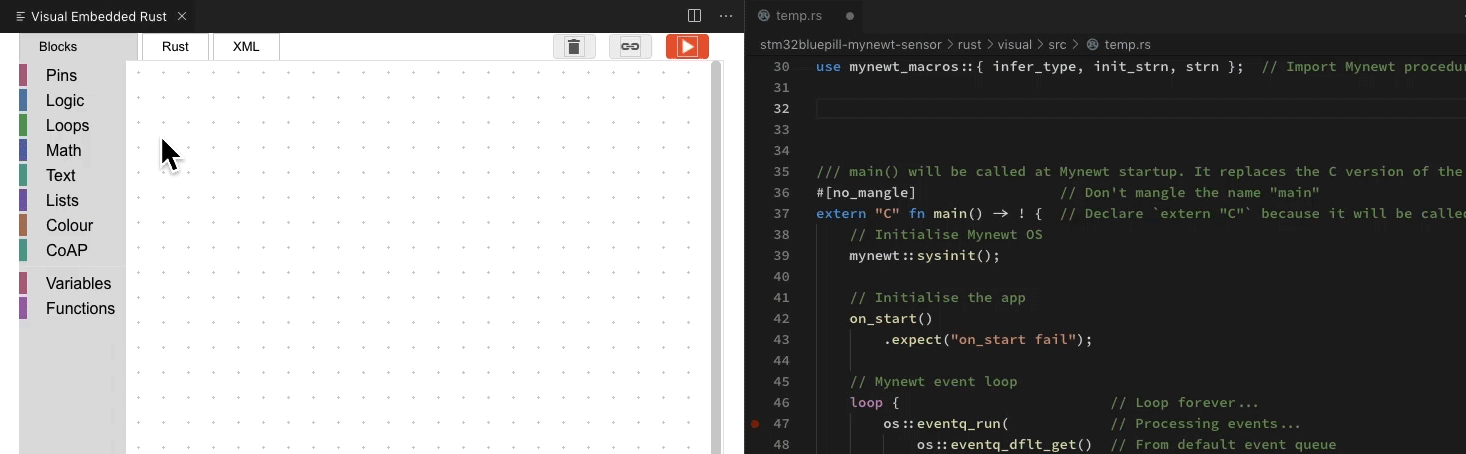 Visual Embedded Rust
Blocks
Rust
XML
Pins
Logic
Loops
Math
Text
Lists
Colour
CoAP
Variables
Functions
temp.rs
stm32bluepill-mynewt-sensor > rust > visual > src > temp.rs
30 use mynewt_macros::{ infer_type, init_strn, strn }; // Import Mynewt procedu
31
32
33
34
35 /// main() will be called at Mynewt startup. It replaces the C version of the
36 #[no_mangle] // Don't mangle the name "main"
37 extern "C" fn main() -> ! { // Declare `extern "C"` because it will be called
38 // Initialise Mynewt OS
39 mynewt::sysinit();
40
41 // Initialise the app
42 on_start()
43 .expect("on_start fail");
44
45 // Mynewt event loop
46 loop { // Loop forever...
47 os::eventq_run( // Processing events...
48 os::eventq_dflt_get() // From default event queue